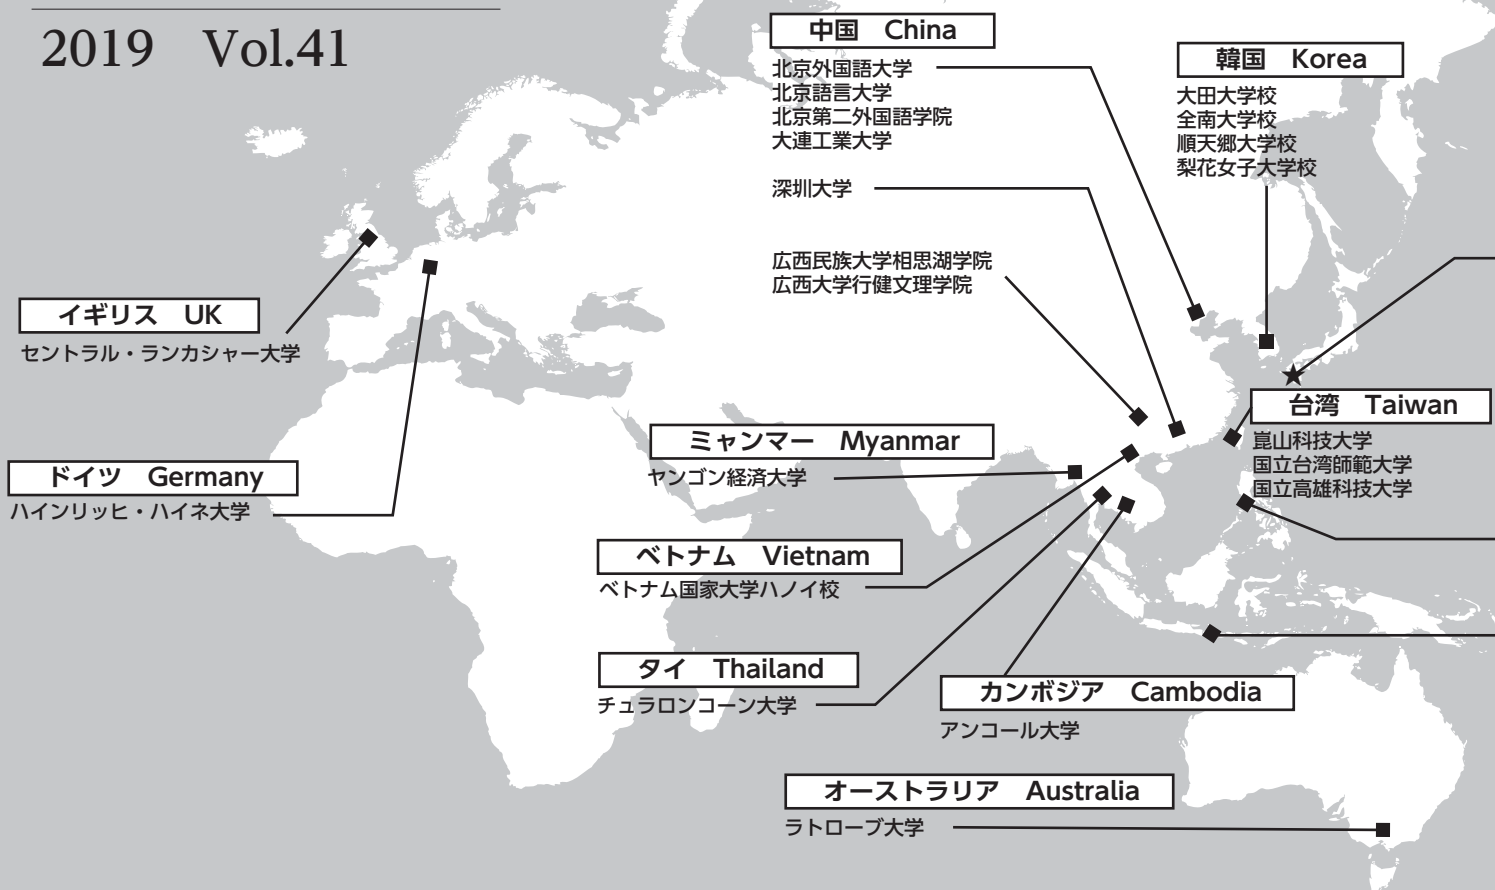 2019 Vol.41
中国 China
北京外国語大学
北京語言大学
北京第二外国語学院
大連工業大学
深圳大学
広西民族大学相思湖学院
広西大学行健文理学院
韓国 Korea
大田大学校
全南大学校
順天郷大学校
梨花女子大学校
イギリス UK
セントラル・ランカシャー大学
ドイツ Germany
ハインリッヒ・ハイネ大学
台湾 Taiwan
崑山科技大学
国立台湾師範大学
国立高雄科技大学
ミャンマー Myanmar
ヤンゴン経済大学
ベトナム Vietnam
ベトナム国家大学ハノイ校
タイ Thailand
チュラロンコーン大学
カンボジア Cambodia
アンコール大学
オーストラリア Australia
ラトローブ大学